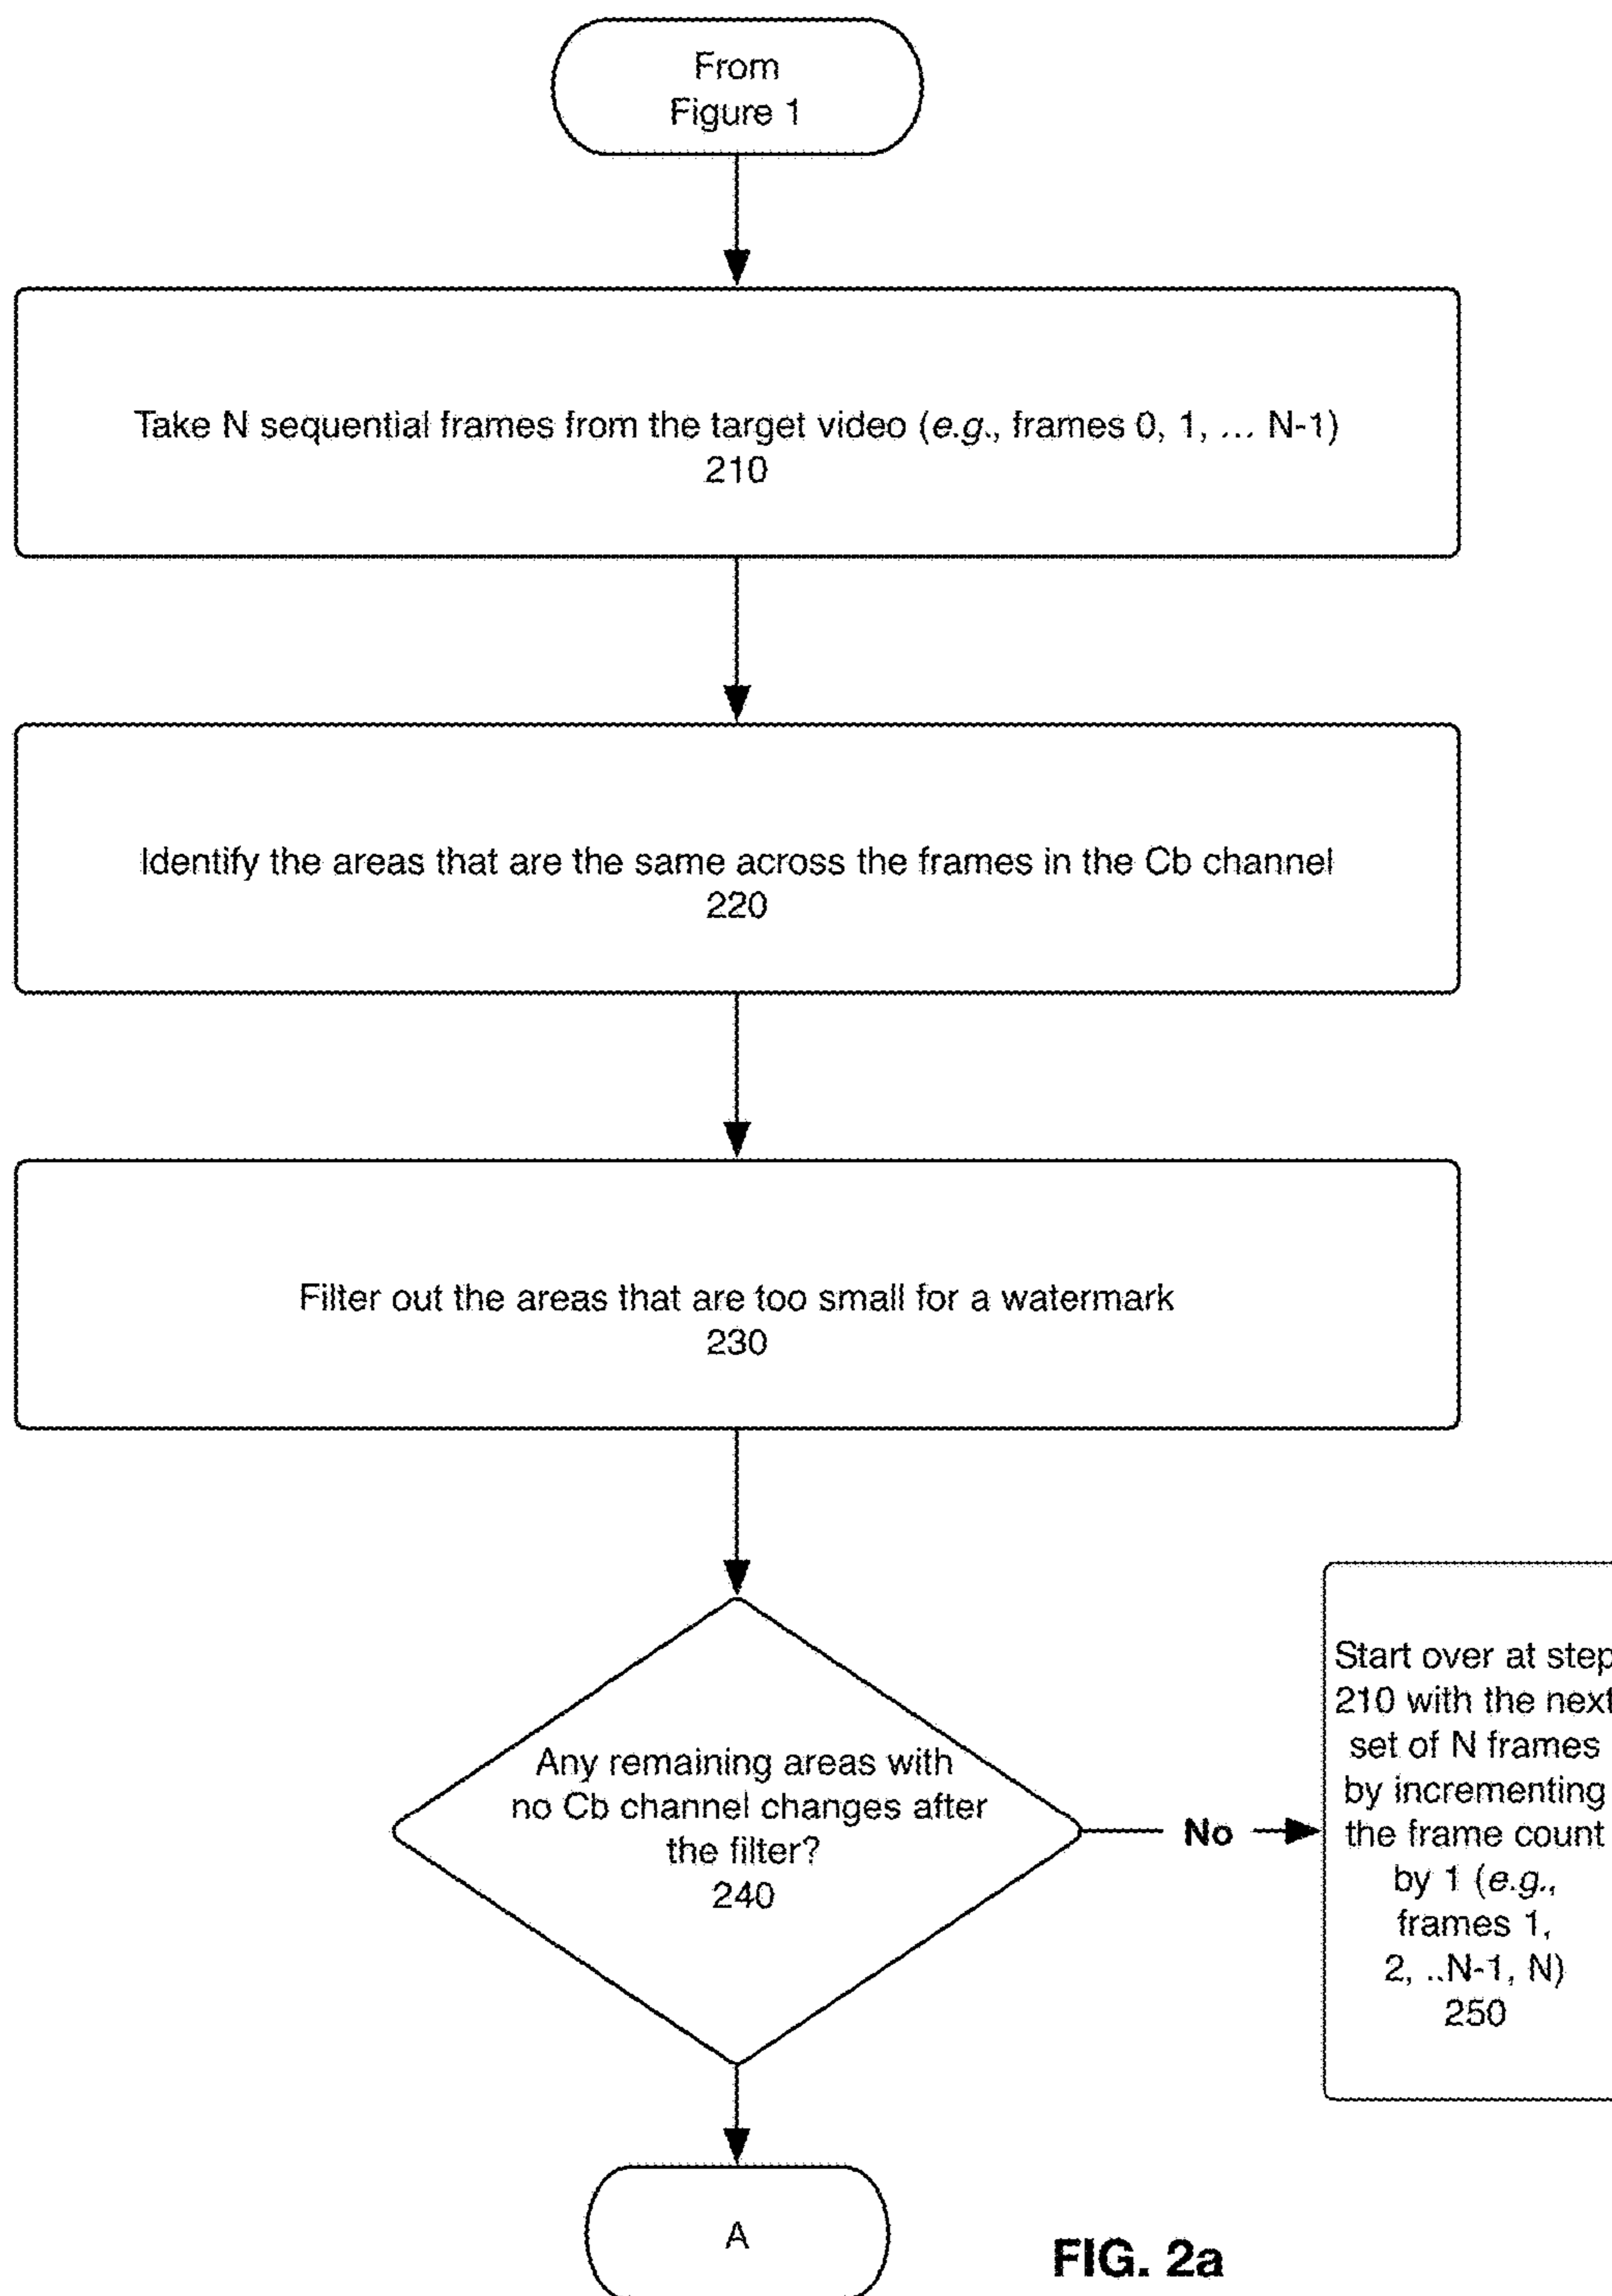 From
Figure 1
Take N sequential frames from the target video (e.g., frames 0, 1, ... N-1)
210
Identify the areas that are the same across the frames in the Cb channel
220
Filter out the areas that are too small for a watermark
230
Any remaining areas with
no Cb channel changes after
the filter?
240
No
Start over at step
210 with the next
set of N frames
by incrementing
the frame count
by 1 (e.g.,
frames 1,
2, ..N-1, N)
250
A
FIG. 2a